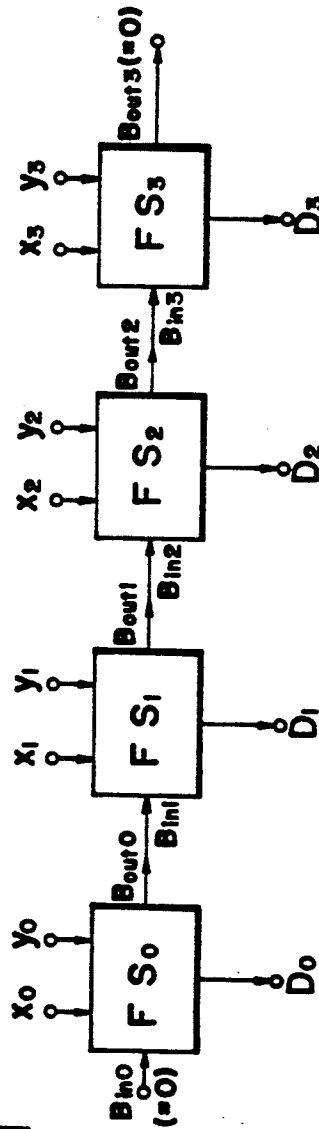 x₀ y₀ x₁ y₁ x₂ y₂ x₃ y₃
Bin0 (=0) FS₀ Bout0 Bin1 FS₁ Bout1 Bin2 FS₂ Bout2 Bin3 FS₃ Bout3(=0)
D₀ D₁ D₂ D₃